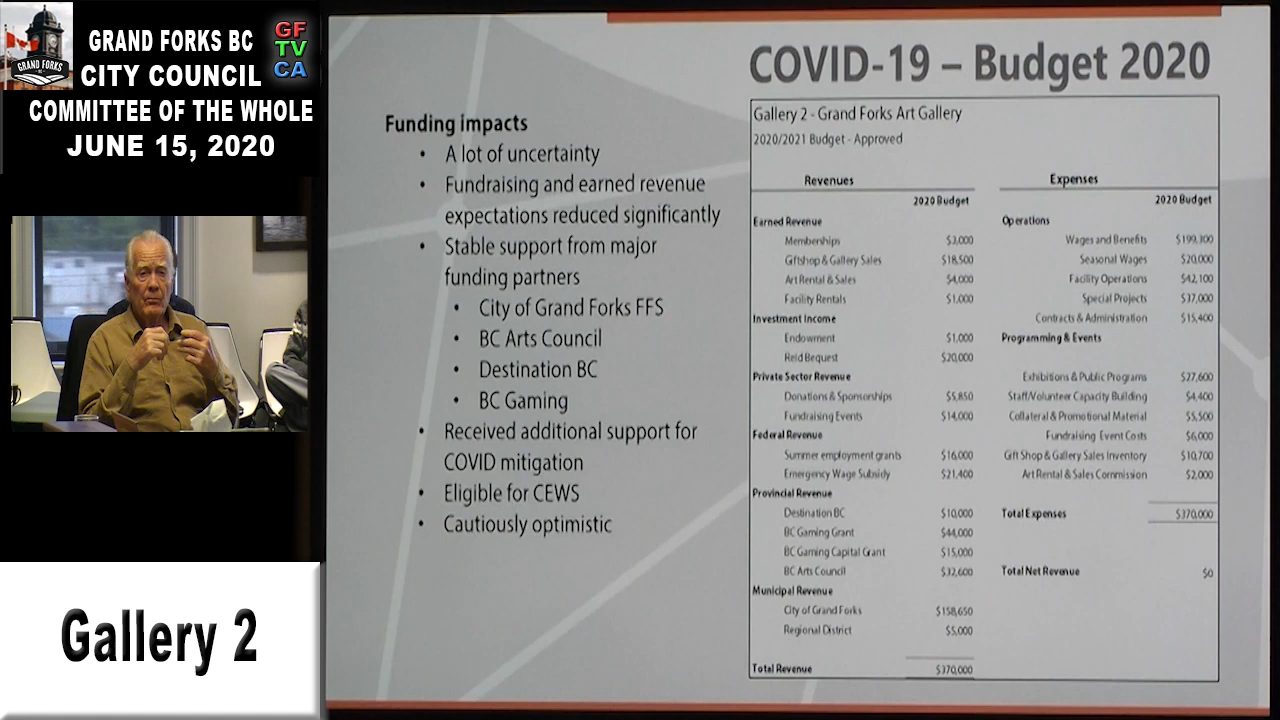 GRAND FORKS BC
CITY COUNCIL
COMMITTEE OF THE WHOLE
JUNE 15, 2020
GF
TV
CA
GRAND FORKS
Gallery 2
COVID-19 – Budget 2020
Funding impacts
• A lot of uncertainty
• Fundraising and earned revenue
expectations reduced significantly
• Stable support from major
funding partners
• City of Grand Forks FFS
• BC Arts Council
• Destination BC
• BC Gaming
• Received additional support for
COVID mitigation
• Eligible for CEWS
• Cautiously optimistic
Gallery 2 - Grand Forks Art Gallery
2020/2021 Budget - Approved
Revenues
2020 Budget
Earned Revenue
Memberships $3,000
Giftshop & Gallery Sales $18,500
Art Rental & Sales $4,000
Facility Rentals $1,000
Investment Income
Endowment $1,000
Reid Bequest $20,000
Private Sector Revenue
Donations & Sponsorships $5,850
Fundraising Events $14,000
Federal Revenue
Summer employment grants $16,000
Emergency Wage Subsidy $21,400
Provincial Revenue
Destination BC $10,000
BC Gaming Grant $44,000
BC Gaming Capital Grant $15,000
BC Arts Council $32,600
Municipal Revenue
City of Grand Forks $158,650
Regional District $5,000
Total Revenue $370,000
Expenses
2020 Budget
Operations
Wages and Benefits $199,300
Seasonal Wages $20,000
Facility Operations $42,100
Special Projects $37,000
Contracts & Administration $15,400
Programming & Events
Exhibitions & Public Programs $27,600
Staff/Volunteer Capacity Building $4,400
Collateral & Promotional Material $5,500
Fundraising Event Costs $6,000
Gift Shop & Gallery Sales Inventory $10,700
Art Rental & Sales Commission $2,000
Total Expenses $370,000
Total Net Revenue $0